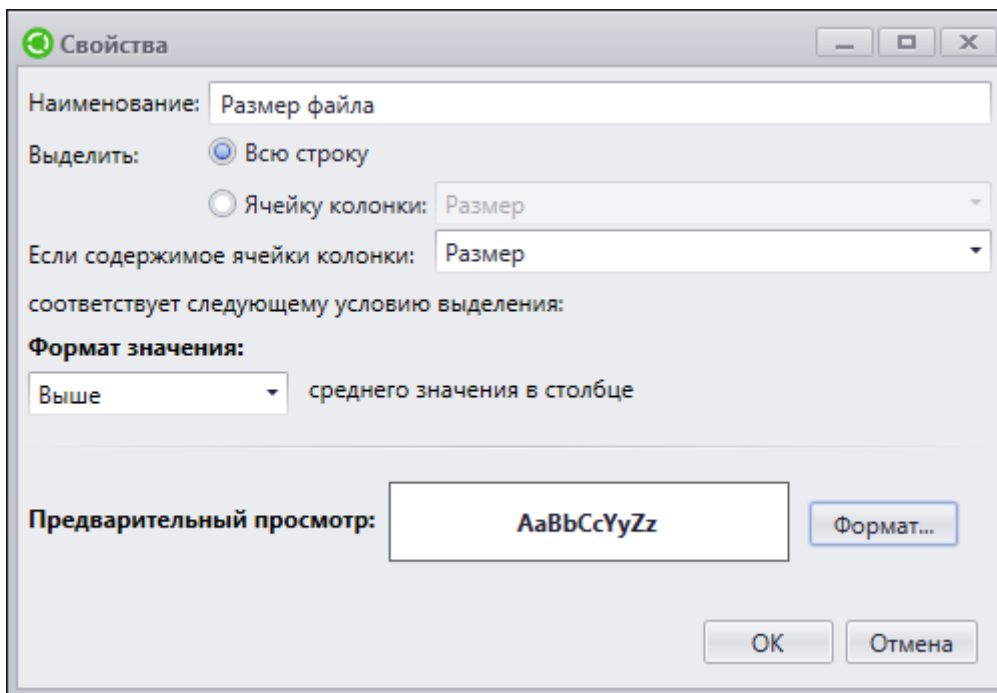 Свойства
Наименование: Размер файла
Выделить: Всю строку
Ячейку колонки: Размер
Если содержимое ячейки колонки: Размер
соответствует следующему условию выделения:
Формат значения:
Выше среднего значения в столбце
Предварительный просмотр: AaBbCcYyZz Формат...
ОК Отмена